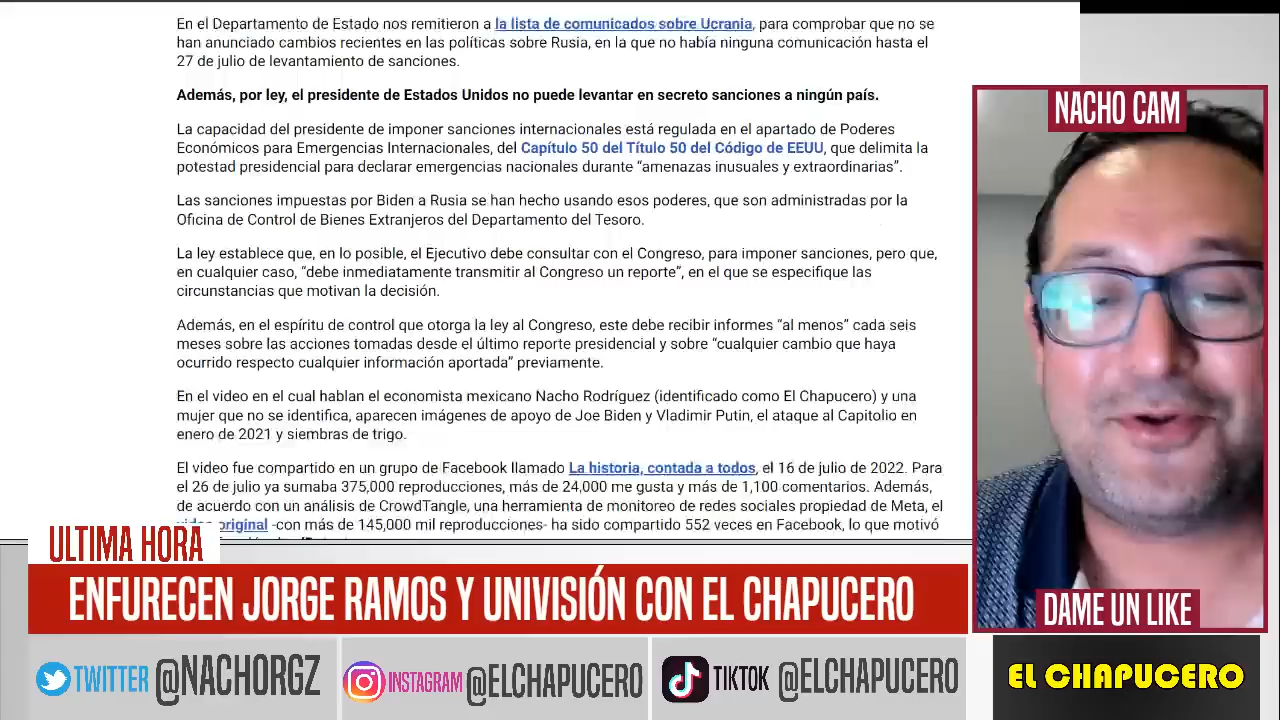 En el Departamento de Estado nos remitieron a la lista de comunicados sobre Ucrania, para comprobar que no se
han anunciado cambios recientes en las políticas sobre Rusia, en la que no había ninguna comunicación hasta el
27 de julio de levantamiento de sanciones.
Además, por ley, el presidente de Estados Unidos no puede levantar en secreto sanciones a ningún país.
La capacidad del presidente de imponer sanciones internacionales está regulada en el apartado de Poderes
Económicos para Emergencias Internacionales, del Capítulo 50 del Título 50 del Código de EEUU, que delimita la
potestad presidencial para declarar emergencias nacionales durante “amenazas inusuales y extraordinarias”.
Las sanciones impuestas por Biden a Rusia se han hecho usando esos poderes, que son administradas por la
Oficina de Control de Bienes Extranjeros del Departamento del Tesoro.
La ley establece que, en lo posible, el Ejecutivo debe consultar con el Congreso, para imponer sanciones, pero que,
en cualquier caso, “debe inmediatamente transmitir al Congreso un reporte”, en el que se especifique las
circunstancias que motivan la decisión.
Además, en el espíritu de control que otorga la ley al Congreso, este debe recibir informes “al menos” cada seis
meses sobre las acciones tomadas desde el último reporte presidencial y sobre “cualquier cambio que haya
ocurrido respecto cualquier información aportada” previamente.
En el video en el cual hablan el economista mexicano Nacho Rodríguez (identificado como El Chapucero) y una
mujer que no se identifica, aparecen imágenes de apoyo de Joe Biden y Vladimir Putin, el ataque al Capitolio en
enero de 2021 y siembras de trigo.
El video fue compartido en un grupo de Facebook llamado La historia, contada a todos, el 16 de julio de 2022. Para
el 26 de julio ya sumaba 375,000 reproducciones, más de 24,000 me gusta y más de 1,100 comentarios. Además,
de acuerdo con un análisis de CrowdTangle, una herramienta de monitoreo de redes sociales propiedad de Meta, el
video original -con más de 145,000 mil reproducciones- ha sido compartido 552 veces en Facebook, lo que motivó
NACHO CAM
DAME UN LIKE
ULTIMA HORA
ENFURECEN JORGE RAMOS Y UNIVISIÓN CON EL CHAPUCERO
TWITTER @NACHORGZ
INSTAGRAM @ELCHAPUCERO
TIKTOK @ELCHAPUCERO
EL CHAPUCERO